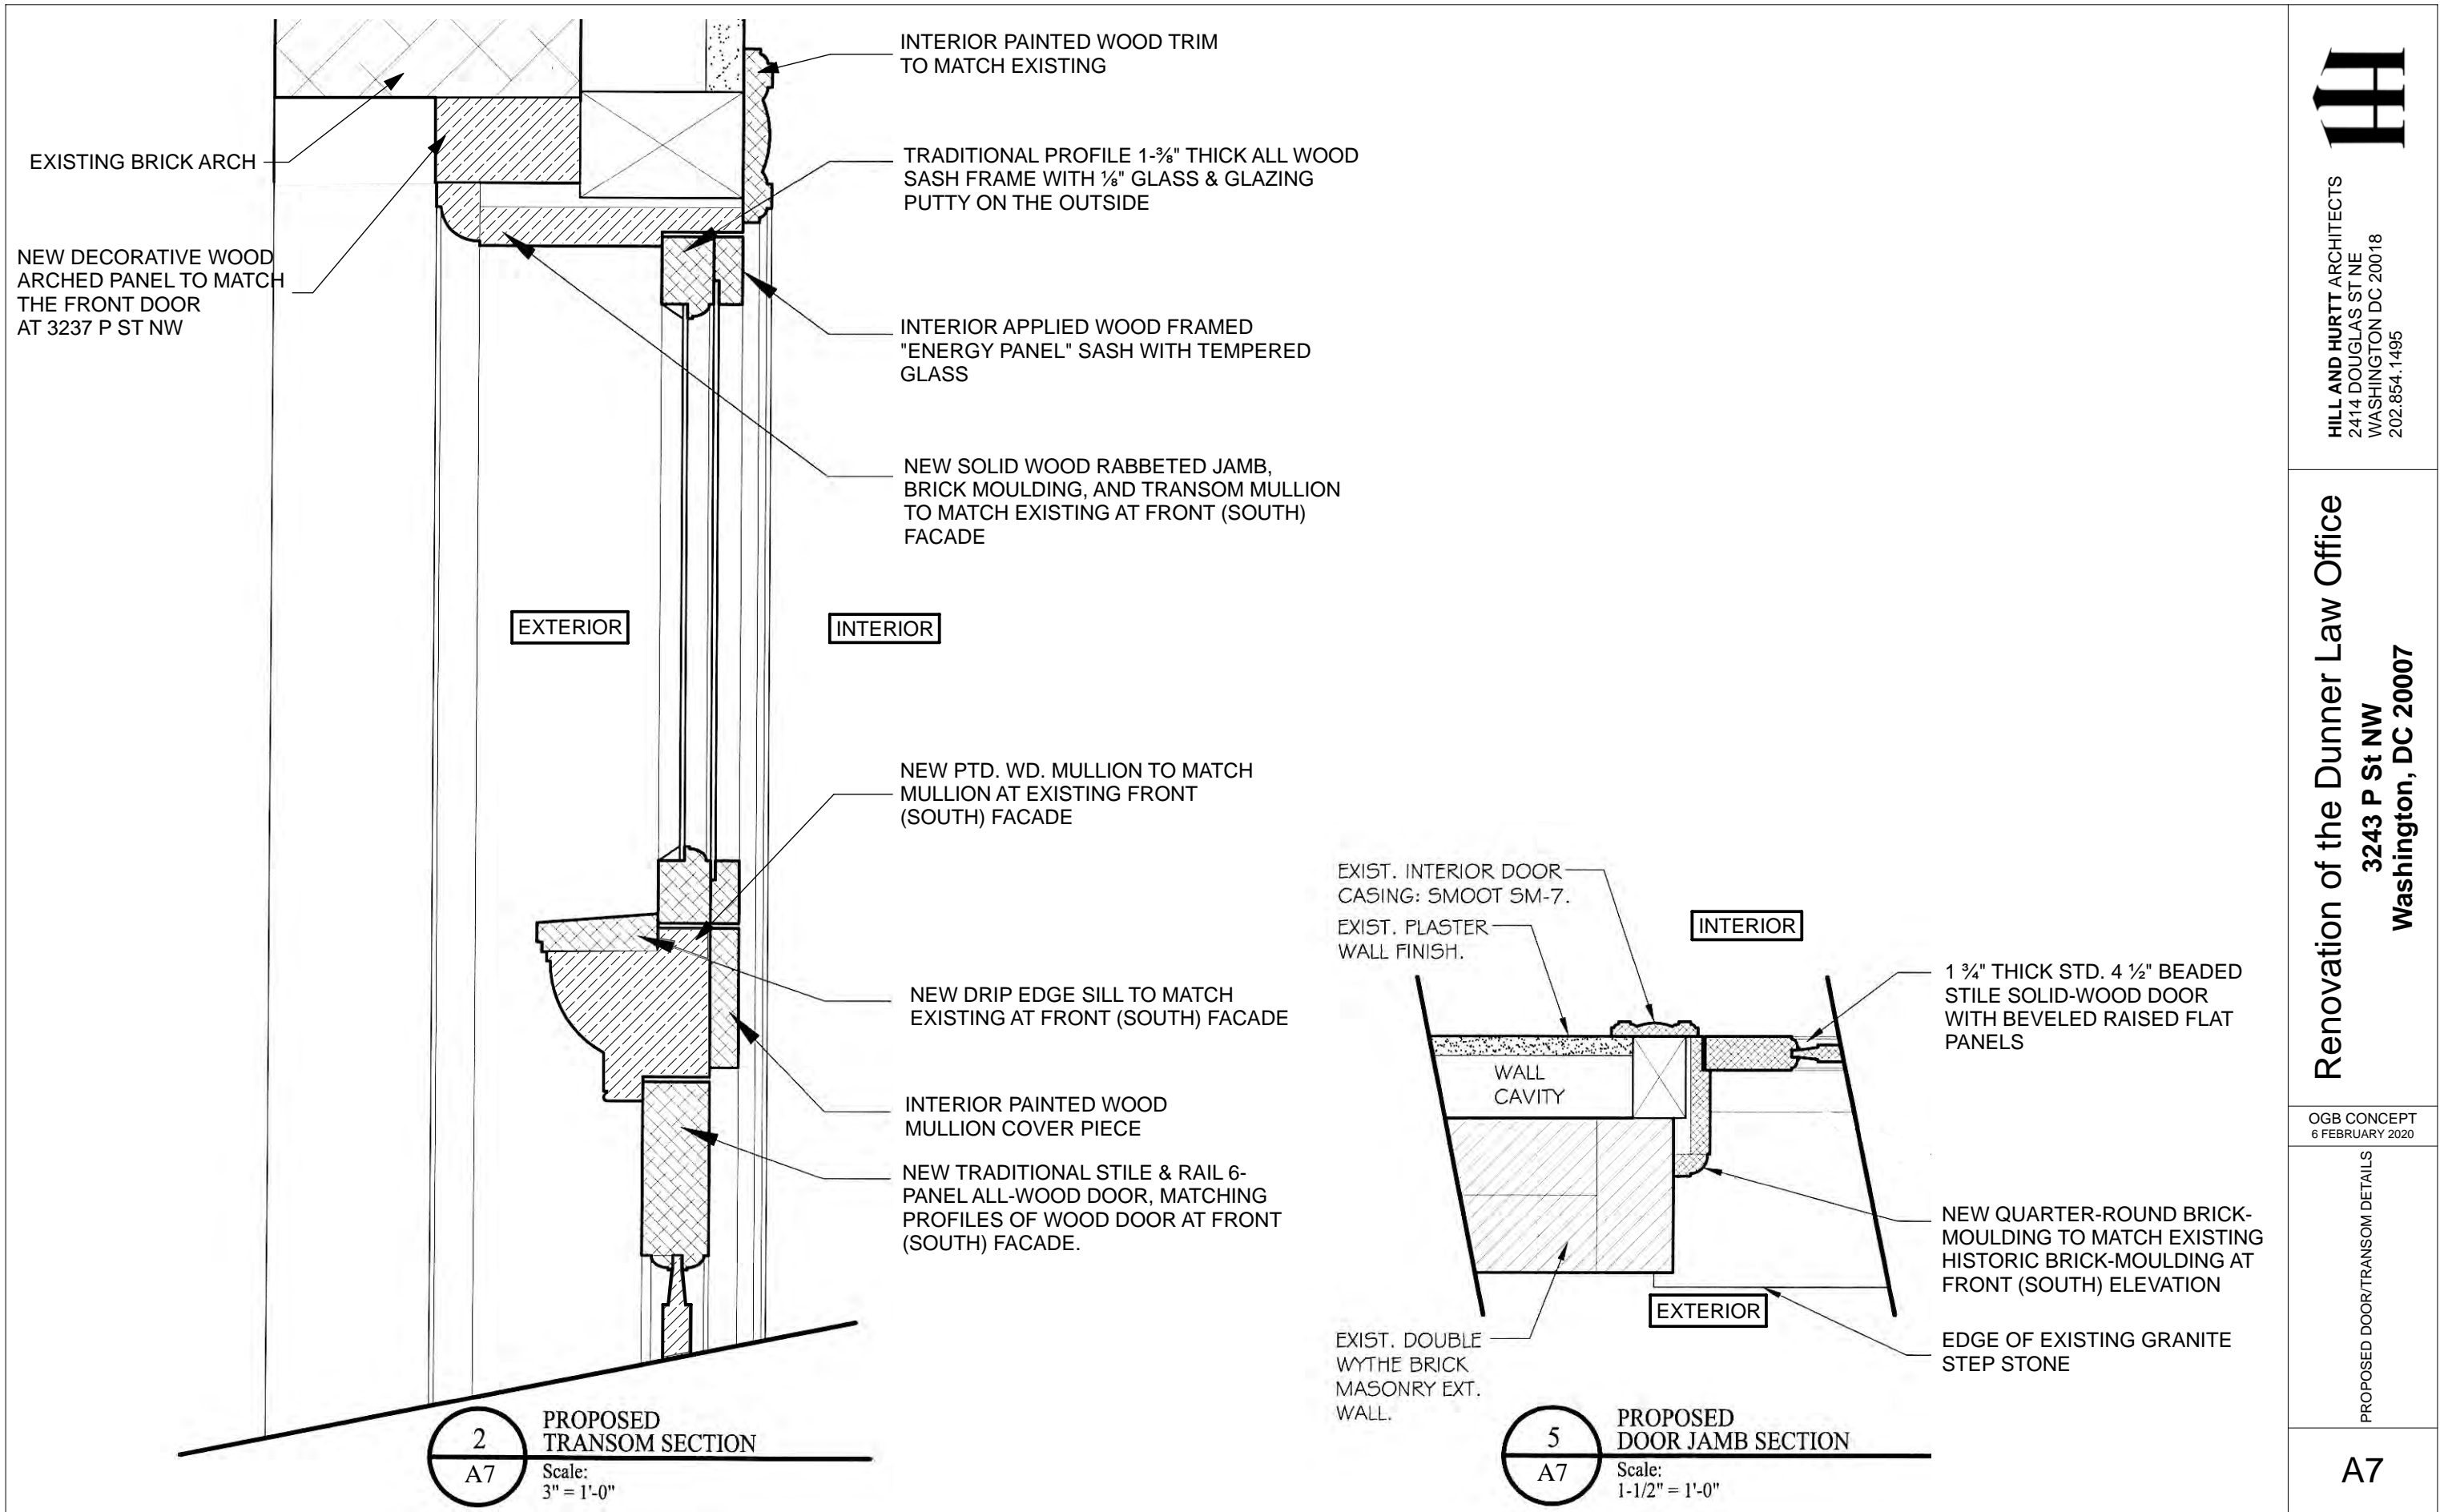 INTERIOR PAINTED WOOD TRIM
TO MATCH EXISTING
EXISTING BRICK ARCH
TRADITIONAL PROFILE 1-⅜" THICK ALL WOOD
SASH FRAME WITH ⅛" GLASS & GLAZING
PUTTY ON THE OUTSIDE
NEW DECORATIVE WOOD
ARCHED PANEL TO MATCH
THE FRONT DOOR
AT 3237 P ST NW
INTERIOR APPLIED WOOD FRAMED
"ENERGY PANEL" SASH WITH TEMPERED
GLASS
NEW SOLID WOOD RABBETED JAMB,
BRICK MOULDING, AND TRANSOM MULLION
TO MATCH EXISTING AT FRONT (SOUTH)
FACADE
EXTERIOR
INTERIOR
NEW PTD. WD. MULLION TO MATCH
MULLION AT EXISTING FRONT
(SOUTH) FACADE
NEW DRIP EDGE SILL TO MATCH
EXISTING AT FRONT (SOUTH) FACADE
INTERIOR PAINTED WOOD
MULLION COVER PIECE
NEW TRADITIONAL STILE & RAIL 6-
PANEL ALL-WOOD DOOR, MATCHING
PROFILES OF WOOD DOOR AT FRONT
(SOUTH) FACADE.
2
A7
PROPOSED
TRANSOM SECTION
Scale:
3" = 1'-0"
EXIST. INTERIOR DOOR
CASING: SMOOT SM-7.
EXIST. PLASTER
WALL FINISH.
INTERIOR
WALL
CAVITY
1 ¾" THICK STD. 4 ½" BEADED
STILE SOLID-WOOD DOOR
WITH BEVELED RAISED FLAT
PANELS
NEW QUARTER-ROUND BRICK-
MOULDING TO MATCH EXISTING
HISTORIC BRICK-MOULDING AT
FRONT (SOUTH) ELEVATION
EXTERIOR
EDGE OF EXISTING GRANITE
STEP STONE
EXIST. DOUBLE
WYTHE BRICK
MASONRY EXT.
WALL.
5
A7
PROPOSED
DOOR JAMB SECTION
Scale:
1-1/2" = 1'-0"
HILL AND HURTT ARCHITECTS
2414 DOUGLAS ST NE
WASHINGTON DC 20018
202.854.1495
Renovation of the Dunner Law Office
3243 P St NW
Washington, DC 20007
OGB CONCEPT
6 FEBRUARY 2020
PROPOSED DOOR/TRANSOM DETAILS
A7